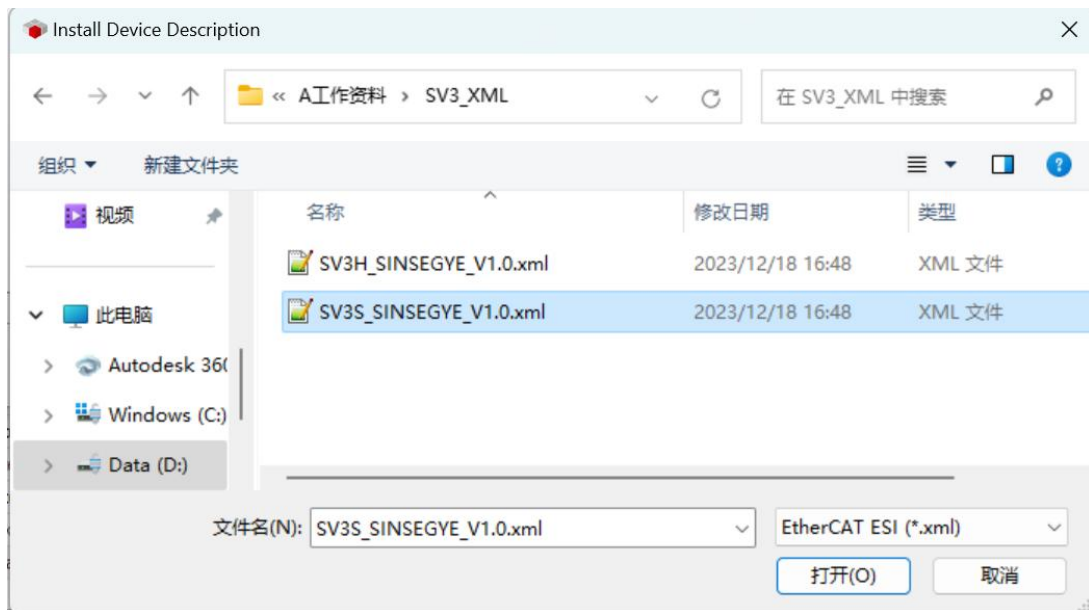 Install Device Description
« A工作资料 › SV3_XML
在 SV3_XML 中搜索
组织
新建文件夹
视频
名称
修改日期
类型
SV3H_SINSEGYE_V1.0.xml 2023/12/18 16:48 XML 文件
此电脑
SV3S_SINSEGYE_V1.0.xml 2023/12/18 16:48 XML 文件
Autodesk 36
Windows (C:)
Data (D:)
文件名(N): SV3S_SINSEGYE_V1.0.xml
EtherCAT ESI (*.xml)
打开(O)
取消